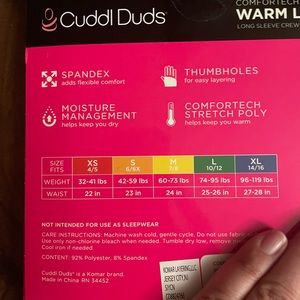 Cuddl Duds
COMFORTECH
WARM L
LONG SLEEVE CREW
SPANDEX
adds flexible comfort
THUMBHOLES
for easy layering
MOISTURE
MANAGEMENT
helps keep you dry
COMFORTECH
STRETCH POLY
helps keep you warm
SIZE XS S M L XL
FITS 4/5 6/6X 7/8 10/12 14/16
WEIGHT 32-41 lbs 42-59 lbs 60-73 lbs 74-95 lbs 96-119 lbs
WAIST 22 in 23 in 24 in 25-26 in 27-28 in
NOT INTENDED FOR USE AS SLEEPWEAR
CARE INSTRUCTIONS: Machine wash cold, gentle cycle. Do not use fabric
Use only non-chlorine bleach when needed. Tumble dry low, remove
Cool iron if needed.
CONTENT: 92% Polyester, 8% Spandex
Cuddl Duds® is a Komar brand.
Made in China RN 34452
KOMAR LAYERING, LLC
JERSEY CITY, NJ